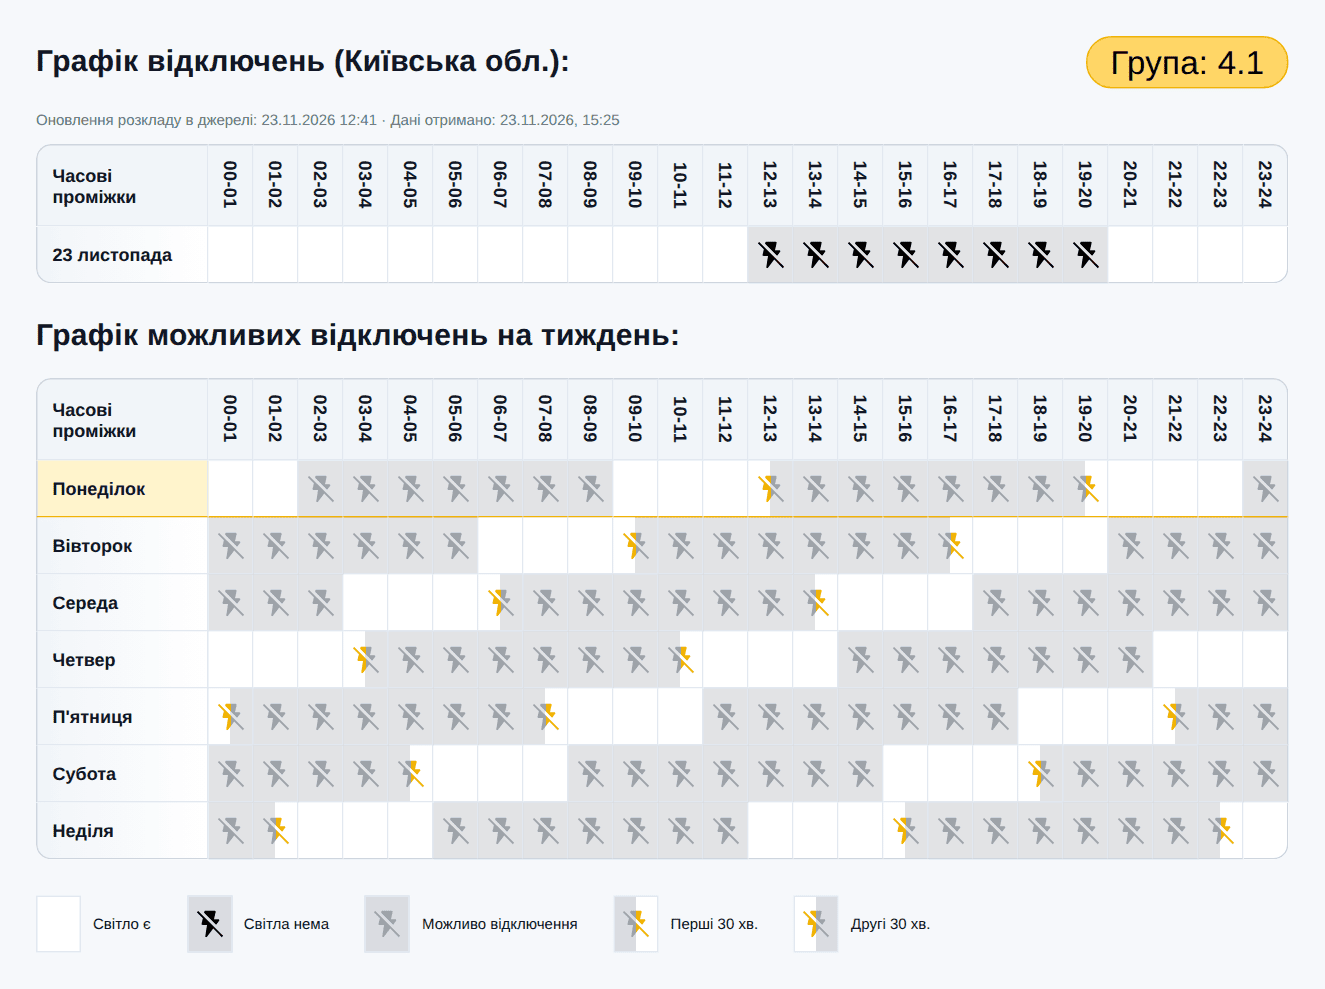 Графік відключень (Київська обл.):
Група: 4.1
Оновлення розкладу в джерелі: 23.11.2026 12:41 · Дані отримано: 23.11.2026, 15:25
Часові проміжки 00-01 01-02 02-03 03-04 04-05 05-06 06-07 07-08 08-09 09-10 10-11 11-12 12-13 13-14 14-15 15-16 16-17 17-18 18-19 19-20 20-21 21-22 22-23 23-24
23 листопада
Графік можливих відключень на тиждень:
Часові проміжки 00-01 01-02 02-03 03-04 04-05 05-06 06-07 07-08 08-09 09-10 10-11 11-12 12-13 13-14 14-15 15-16 16-17 17-18 18-19 19-20 20-21 21-22 22-23 23-24
Понеділок
Вівторок
Середа
Четвер
П'ятниця
Субота
Неділя
Світло є Світла нема Можливо відключення Перші 30 хв. Другі 30 хв.